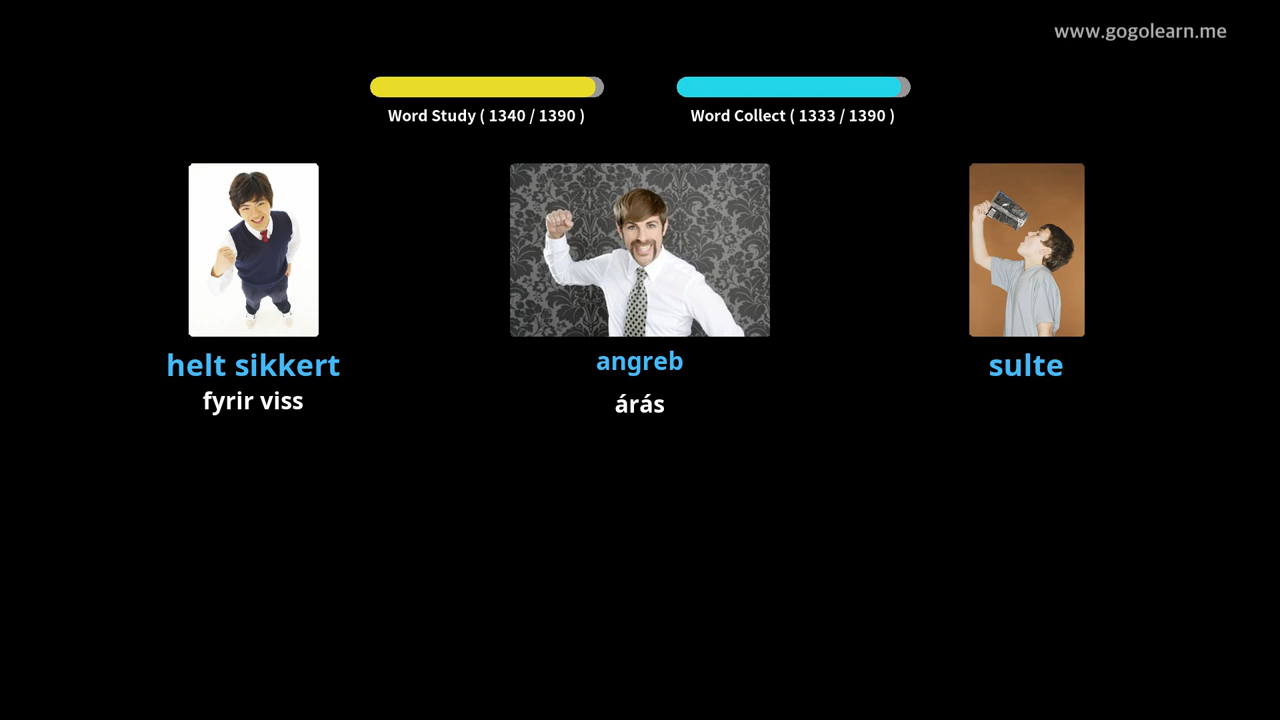 www.gogolearn.me
Word Study ( 1340 / 1390 )
Word Collect ( 1333 / 1390 )
helt sikkert
fyrir viss
angreb
árás
sulte